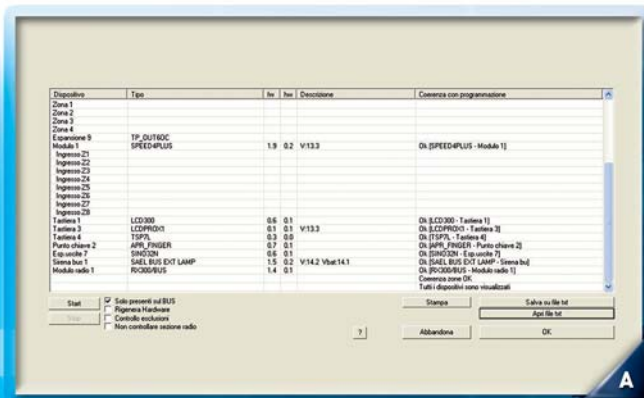 Dispositivo Tipo fw hw Descrizione Coerenza con programmazione
Zona 1
Zona 2
Zona 3
Zona 4
Espansione 9 TP_OUT6OC
Modulo 1 SPEED4PLUS 1.9 0.2 V:13.3 Ok [SPEED4PLUS - Modulo 1]
Ingresso-Z1
Ingresso-Z2
Ingresso-Z3
Ingresso-Z4
Ingresso-Z5
Ingresso-Z6
Ingresso-Z7
Ingresso-Z8
Tastiera 1 LCD300 0.6 0.1 Ok [LCD300 - Tastiera 1]
Tastiera 3 LCDPROX1 0.1 0.1 V:13.3 Ok [LCDPROX1 - Tastiera 3]
Tastiera 4 TSP7L 0.3 0.0 Ok [TSP7L - Tastiera 4]
Punto chiave 2 APR_FINGER 0.7 0.1 Ok [APR_FINGER - Punto chiave 2]
Esp.uscite 7 SIN032N 0.6 0.1 Ok [SIN032N - Esp.uscite 7]
Sirena bus 1 SAEL BUS EXT LAMP 1.5 0.2 V:14.2 Vbat:14.1 Ok [SAEL BUS EXT LAMP - Sirena bu]
Modulo radio 1 RX300/BUS 1.4 0.1 Ok [RX300/BUS - Modulo radio 1]
Coerenza zone OK
Tutti i dispositivi sono visualizzati
Start Solo presenti sul BUS Stampa Salva su file txt
Rigenera Hardware Apri file txt
Stop Controllo esclusioni
Non controllare sezione radio ? Abbandona OK
A